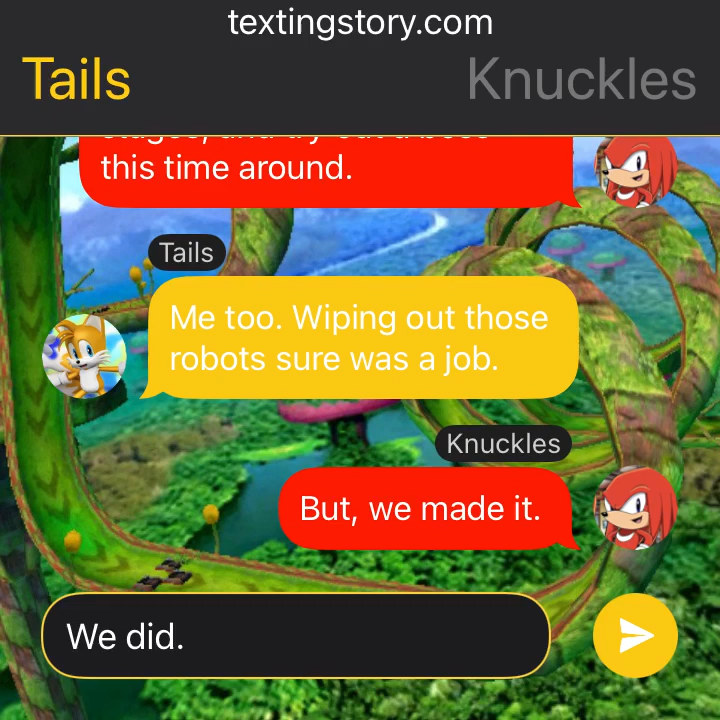 textingstory.com
Tails Knuckles
this time around.
Tails
Me too. Wiping out those
robots sure was a job.
Knuckles
But, we made it.
We did.